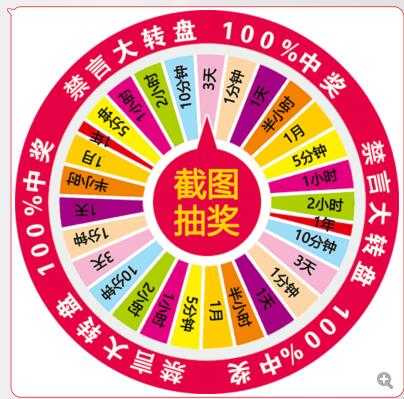 禁言大转盘 100%中奖
禁言大转盘 100%中奖
禁言大转盘 100%中奖
截图
抽奖
3天
1分钟
1天
半小时
1月
5分钟
1小时
2小时
1年
10分钟
3天
1分钟
1天
半小时
1月
5分钟
1小时
2小时
10分钟
3天
1分钟
1天
半小时
1月
1年
5分钟
1小时
2小时
10分钟